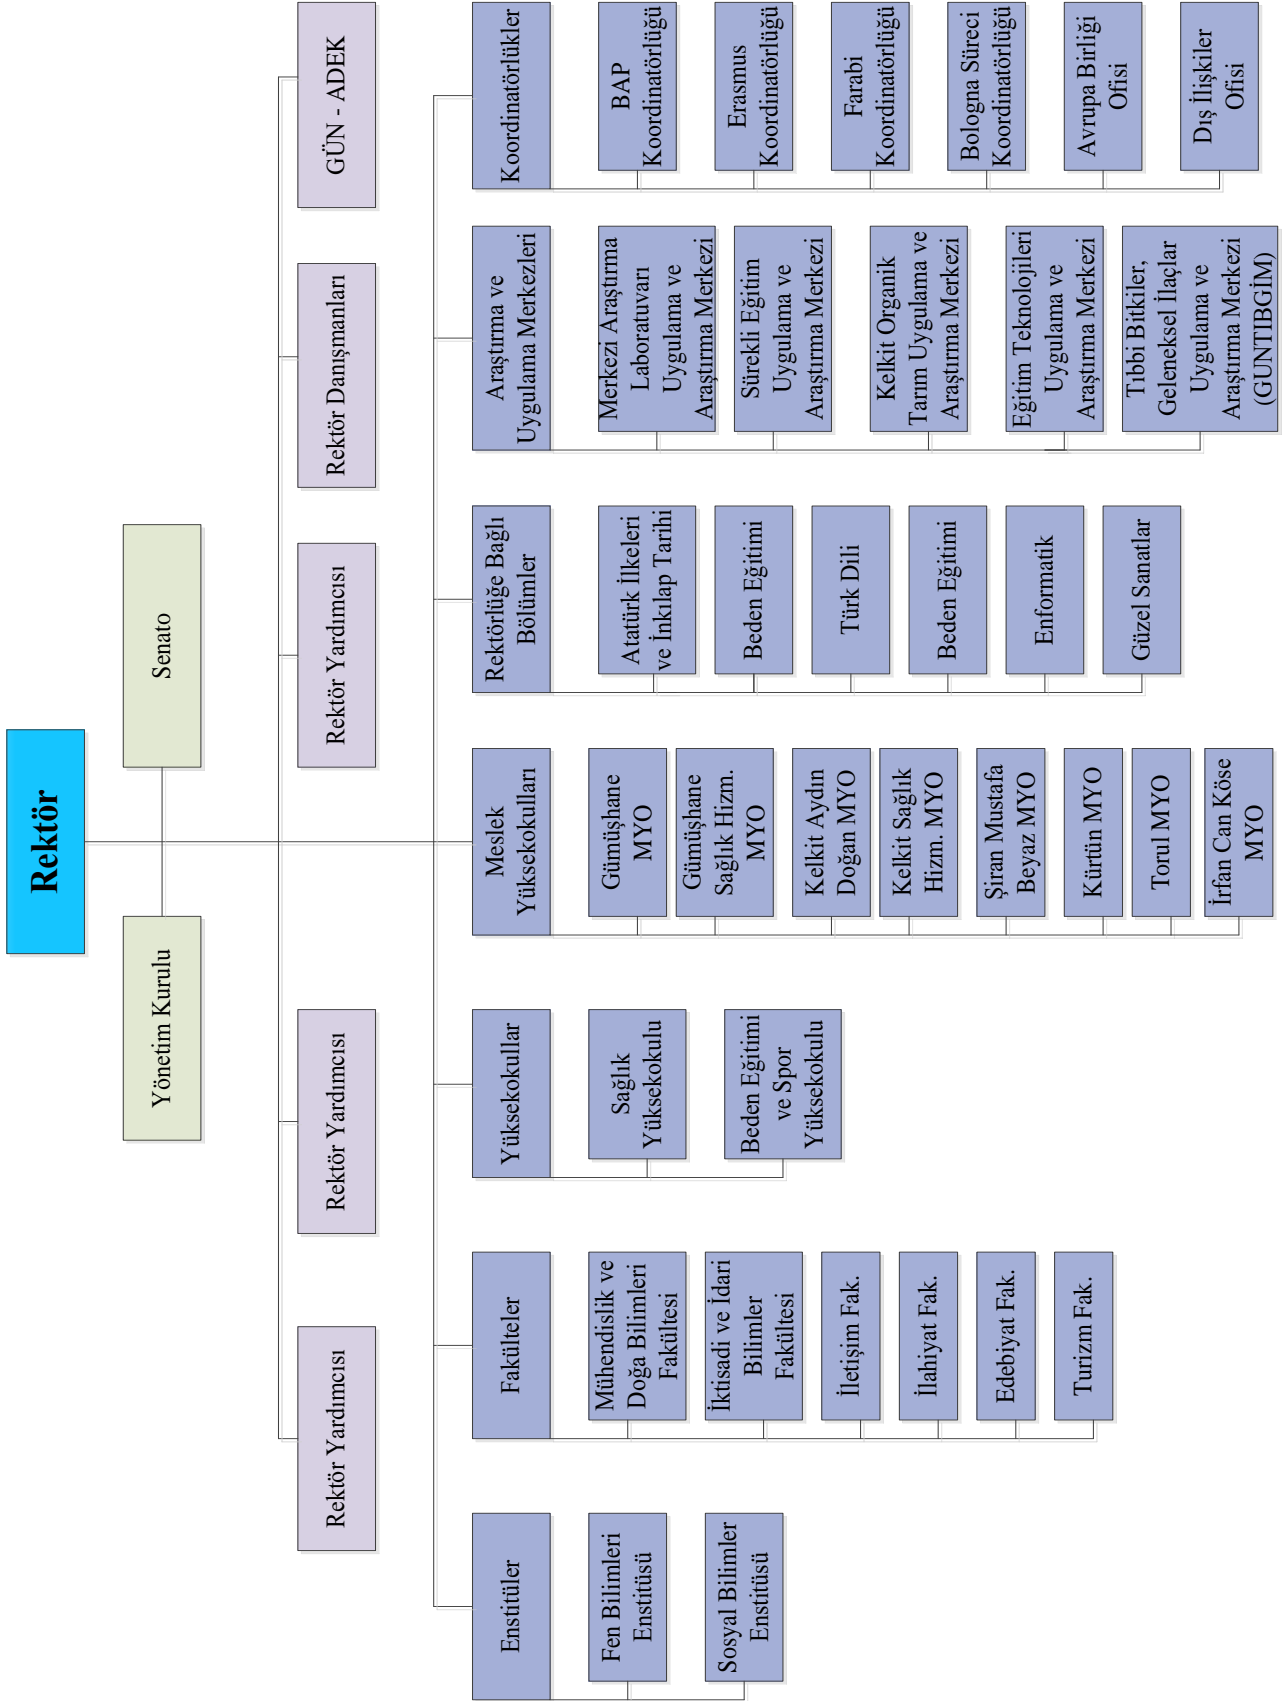 Rektör
Yönetim Kurulu
Senato
Rektör Yardımcısı
Rektör Yardımcısı
Rektör Yardımcısı
Rektör Danışmanları
GÜN - ADEK
Enstitüler
Fen Bilimleri
Enstitüsü
Sosyal Bilimler
Enstitüsü
Fakülteler
Mühendislik ve
Doğa Bilimleri
Fakültesi
İktisadi ve İdari
Bilimler
Fakültesi
İletişim Fak.
İlahiyat Fak.
Edebiyat Fak.
Turizm Fak.
Yüksekokullar
Sağlık
Yüksekokulu
Beden Eğitimi
ve Spor
Yüksekokulu
Meslek
Yüksekokulları
Gümüşhane
MYO
Gümüşhane
Sağlık Hizm.
MYO
Kelkit Aydın
Doğan MYO
Kelkit Sağlık
Hizm. MYO
Şiran Mustafa
Beyaz MYO
Kürtün MYO
Torul MYO
İrfan Can Köse
MYO
Rektörlüğe Bağlı
Bölümler
Atatürk İlkeleri
ve İnkılap Tarihi
Beden Eğitimi
Türk Dili
Beden Eğitimi
Enformatik
Güzel Sanatlar
Araştırma ve
Uygulama Merkezleri
Merkezi Araştırma
Laboratuvarı
Uygulama ve
Araştırma Merkezi
Sürekli Eğitim
Uygulama ve
Araştırma Merkezi
Kelkit Organik
Tarım Uygulama ve
Araştırma Merkezi
Eğitim Teknolojileri
Uygulama ve
Araştırma Merkezi
Tıbbi Bitkiler,
Geleneksel İlaçlar
Uygulama ve
Araştırma Merkezi
(GUNTIBGİM)
Koordinatörlükler
BAP
Koordinatörlüğü
Erasmus
Koordinatörlüğü
Farabi
Koordinatörlüğü
Bologna Süreci
Koordinatörlüğü
Avrupa Birliği
Ofisi
Dış İlişkiler
Ofisi